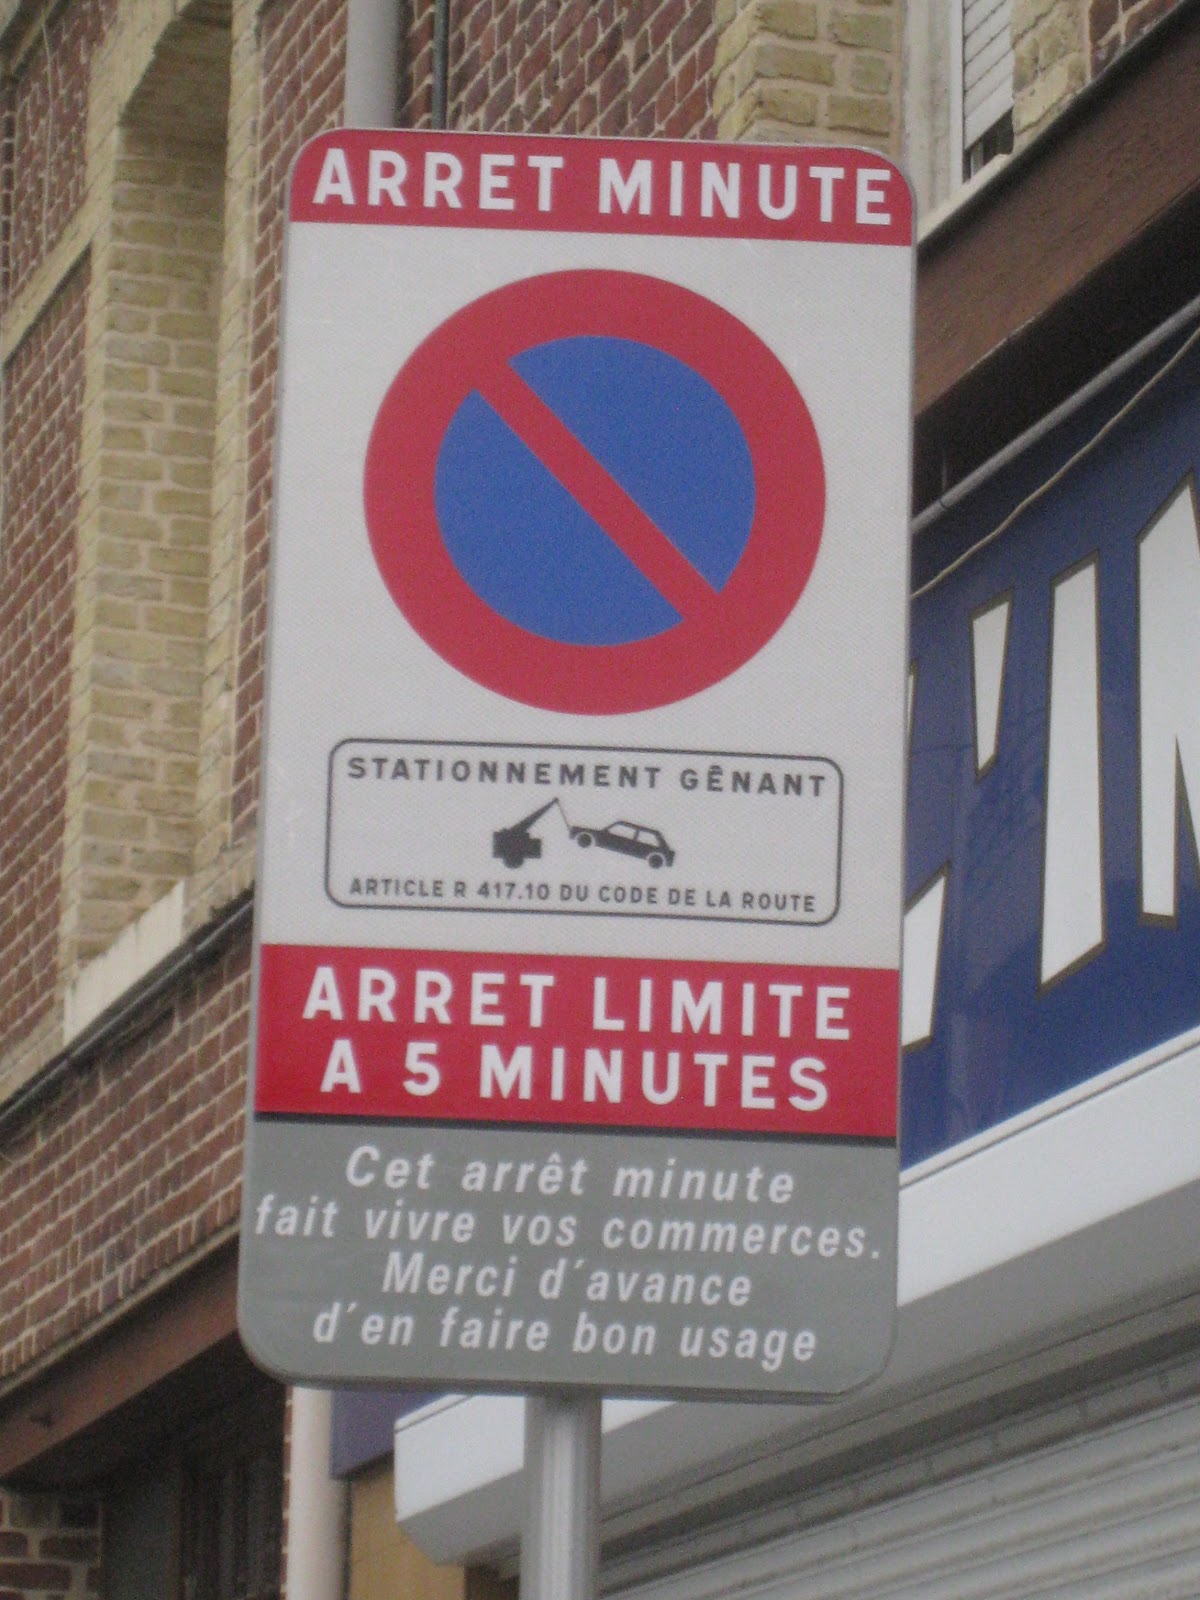 ARRET MINUTE
STATIONNEMENT GÊNANT
ARTICLE R 417.10 DU CODE DE LA ROUTE
ARRET LIMITE
A 5 MINUTES
Cet arrêt minute
fait vivre vos commerces.
Merci d'avance
d'en faire bon usage